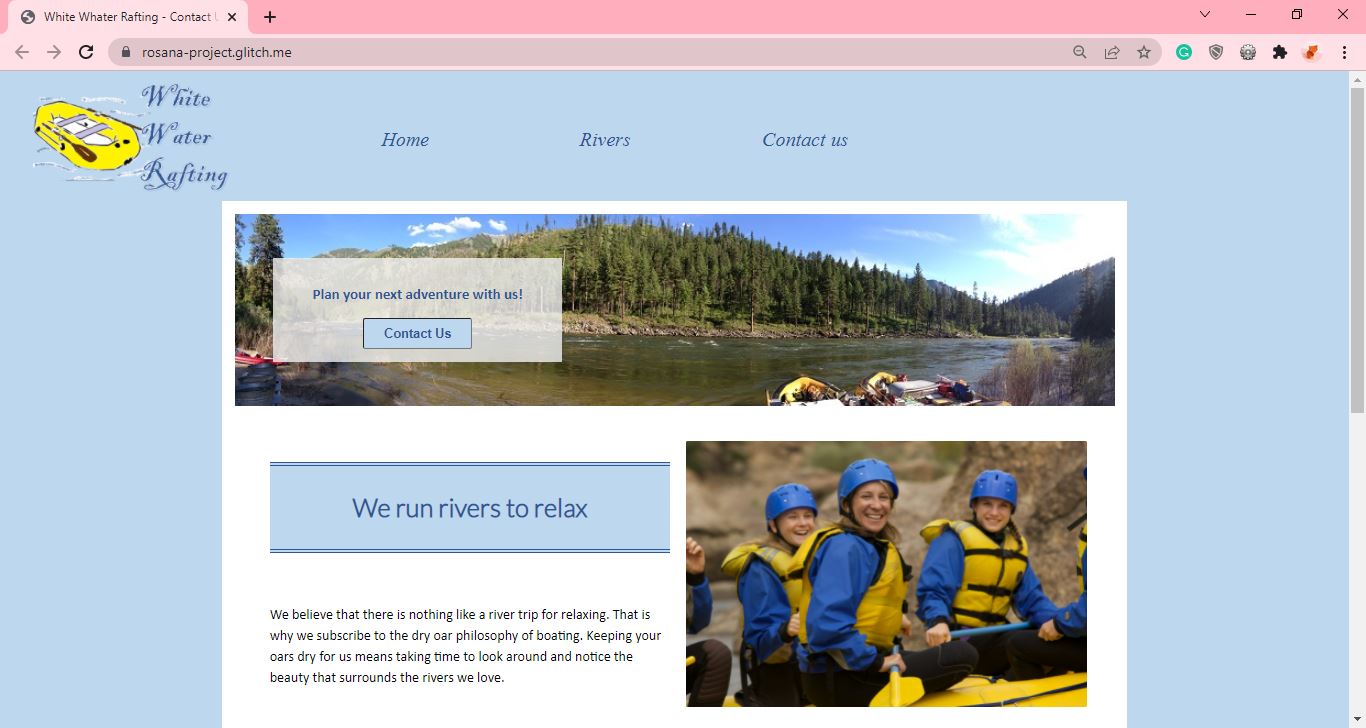 White Whater Rafting - Contact U
rosana-project.glitch.me
White
Water
Rafting
Home Rivers Contact us
Plan your next adventure with us!
Contact Us
We run rivers to relax
We believe that there is nothing like a river trip for relaxing. That is
why we subscribe to the dry oar philosophy of boating. Keeping your
oars dry for us means taking time to look around and notice the
beauty that surrounds the rivers we love.